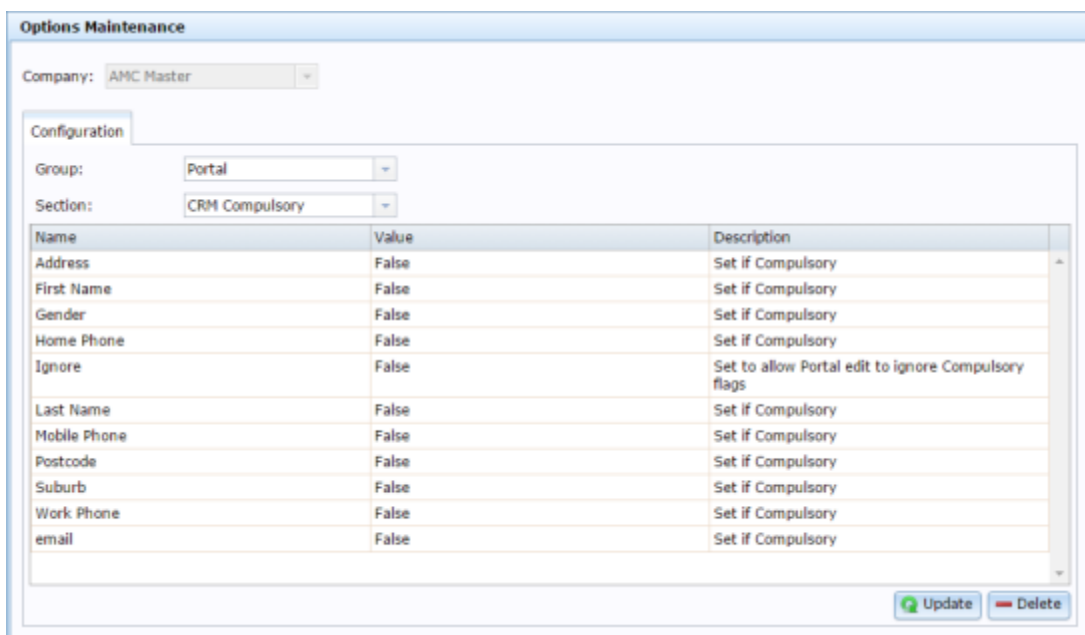 Options Maintenance
Company: AMC Master
Configuration
Group: Portal
Section: CRM Compulsory
Name Value Description
Address False Set if Compulsory
First Name False Set if Compulsory
Gender False Set if Compulsory
Home Phone False Set if Compulsory
Ignore False Set to allow Portal edit to ignore Compulsory
flags
Last Name False Set if Compulsory
Mobile Phone False Set if Compulsory
Postcode False Set if Compulsory
Suburb False Set if Compulsory
Work Phone False Set if Compulsory
email False Set if Compulsory
Update Delete